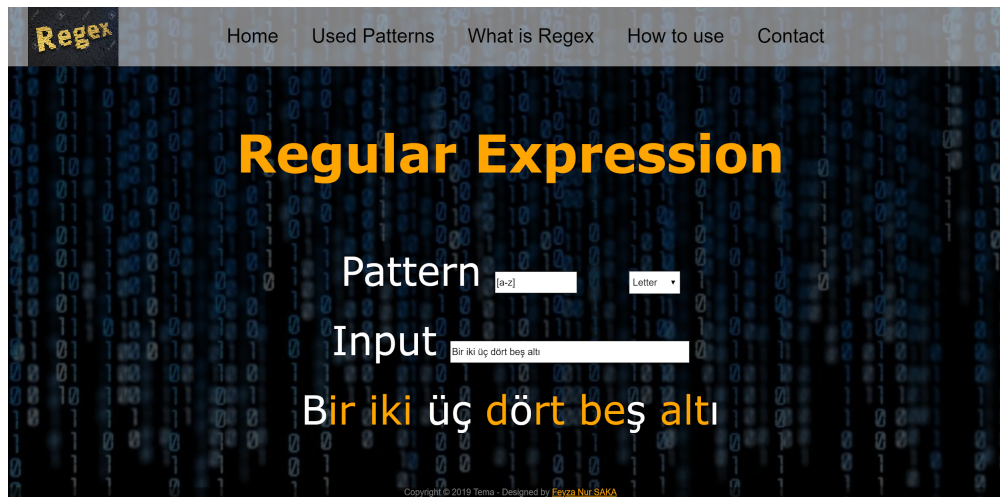 Regex
Home Used Patterns What is Regex How to use Contact
Regular Expression
Pattern [a-z] Letter
Input Bir iki üç dört beş altı
Bir iki üç dört beş altı
Copyright © 2019 Tema - Designed by Feyza Nur SAKA